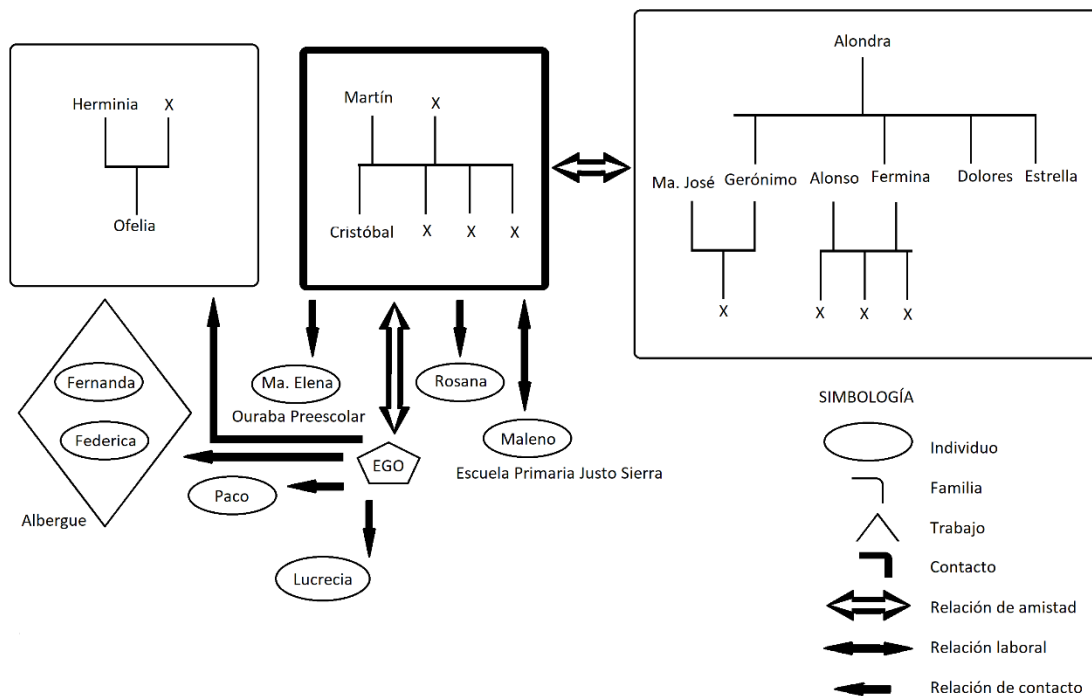 Alondra
Herminia X
Ofelia
Martín X
Cristóbal X X X
Ma. José Gerónimo Alonso Fermina Dolores Estrella
X X X X
Fernanda
Federica
Albergue
Ma. Elena
Ouraba Preescolar
Rosana
Maleno
Escuela Primaria Justo Sierra
EGO
Paco
Lucrecia
SIMBOLOGÍA
Individuo
Familia
Trabajo
Contacto
Relación de amistad
Relación laboral
Relación de contacto